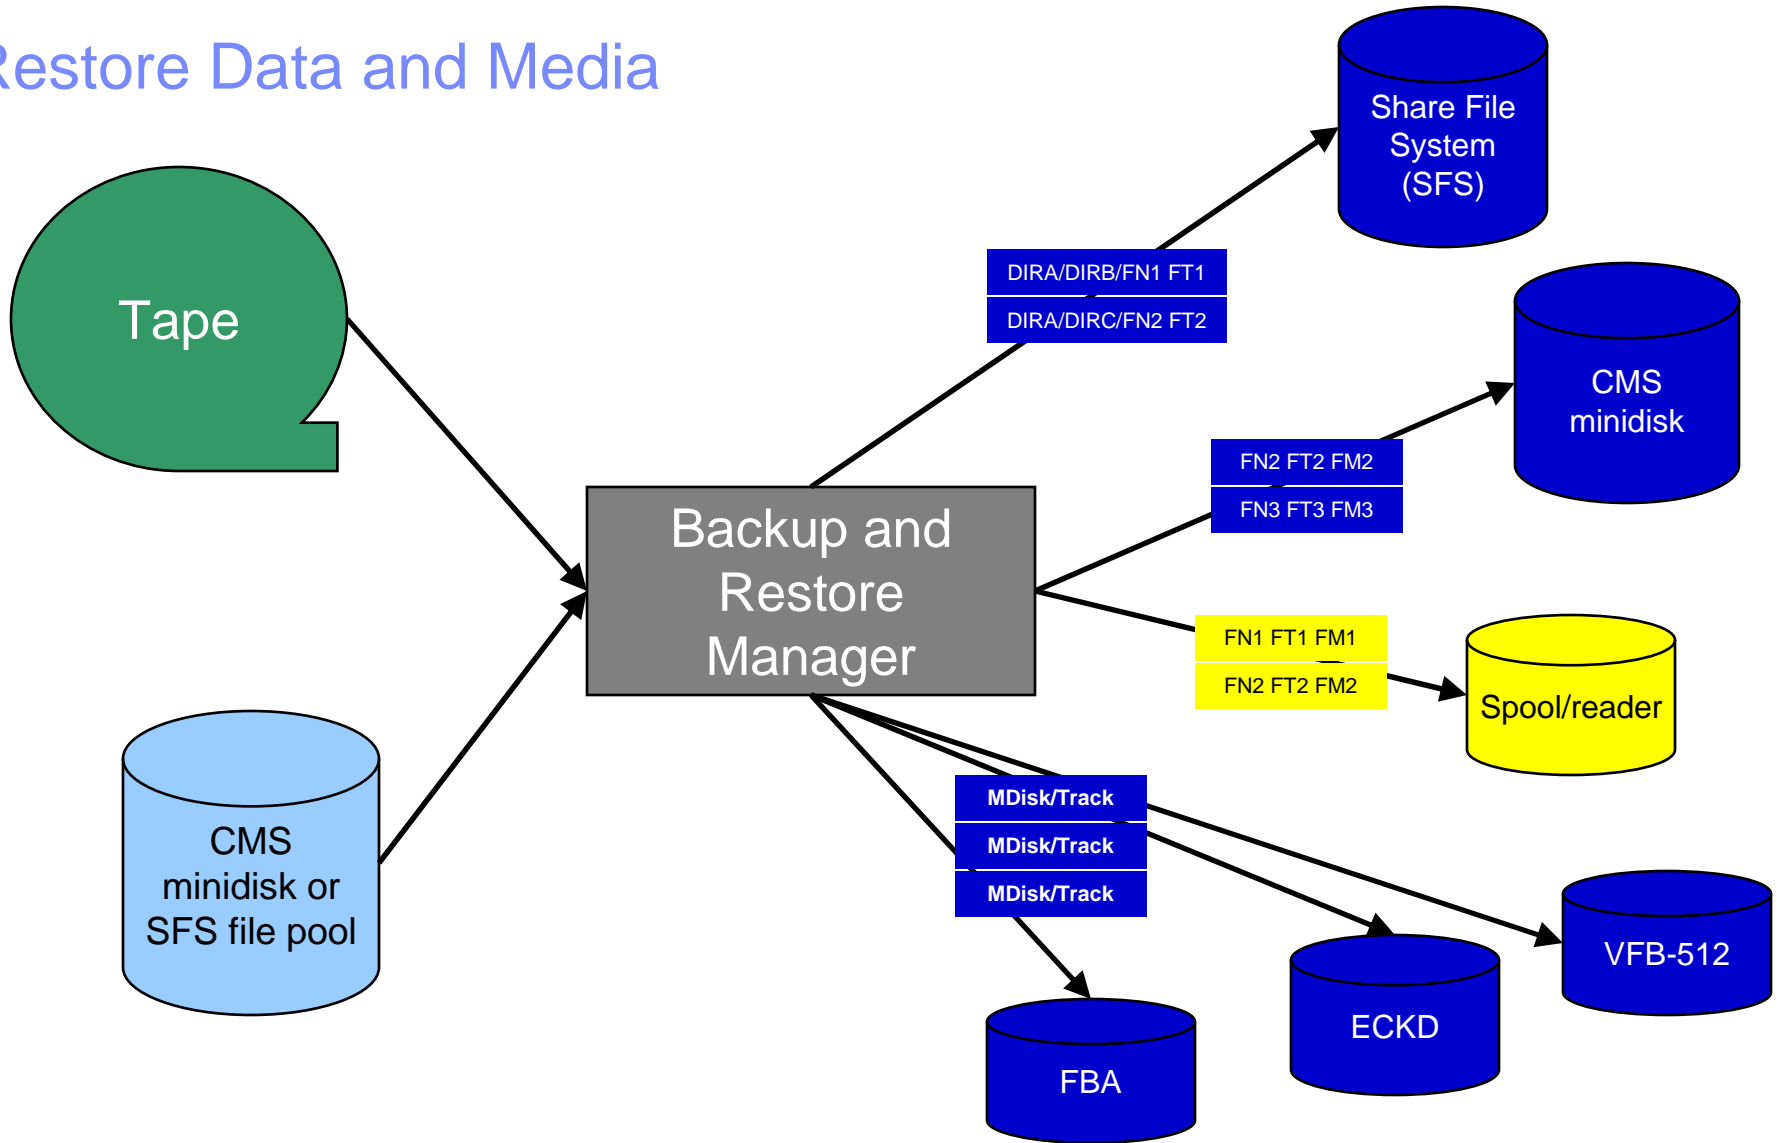 Restore Data and Media
Share File
System
(SFS)
Tape
DIRA/DIRB/FN1 FT1
DIRA/DIRC/FN2 FT2
CMS
minidisk
FN2 FT2 FM2
FN3 FT3 FM3
Backup and
Restore
Manager
FN1 FT1 FM1
FN2 FT2 FM2
Spool/reader
CMS
minidisk or
SFS file pool
MDisk/Track
MDisk/Track
MDisk/Track
VFB-512
ECKD
FBA